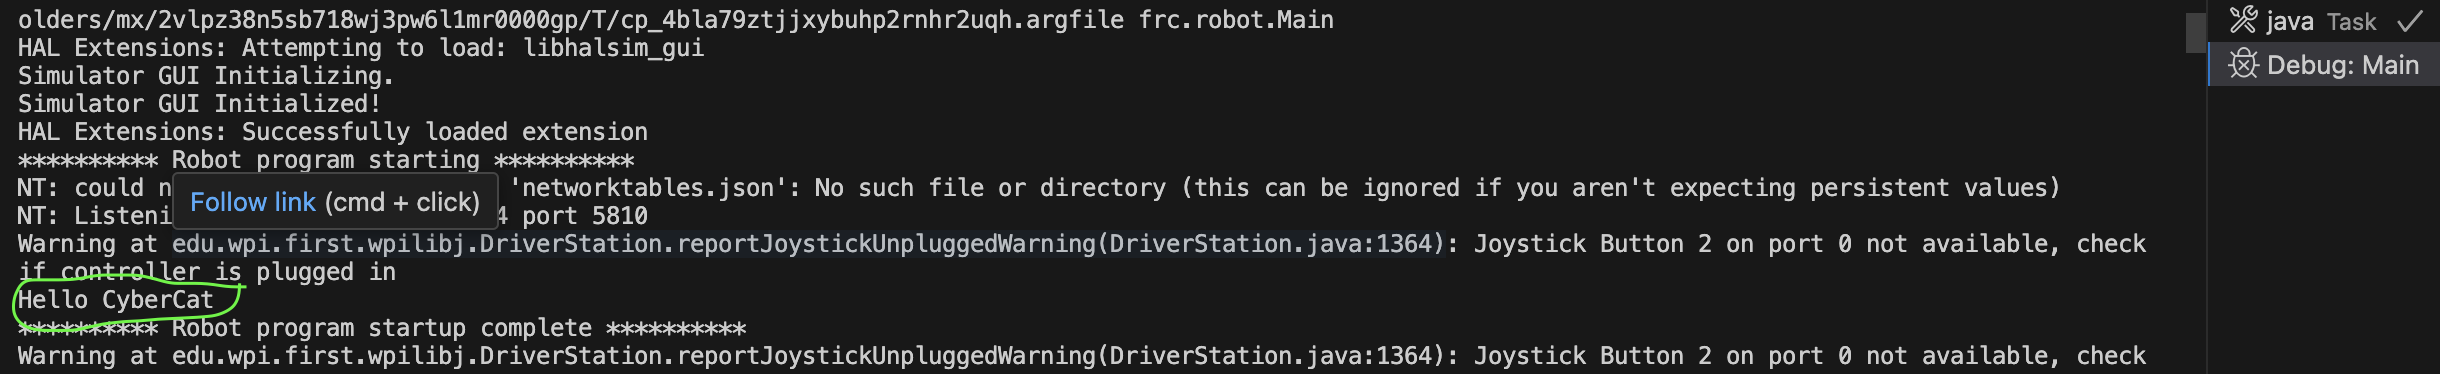 olders/mx/2vlpz38n5sb718wj3pw6l1mr0000gp/T/cp_4bla79ztjjxybuhp2rnhr2uqh.argfile frc.robot.Main
HAL Extensions: Attempting to load: libhalsim_gui
Simulator GUI Initializing.
Simulator GUI Initialized!
HAL Extensions: Successfully loaded extension
********** Robot program starting **********
NT: could n 'networktables.json': No such file or directory (this can be ignored if you aren't expecting persistent values)
Follow link (cmd + click)
NT: Listeni 4 port 5810
Warning at edu.wpi.first.wpilibj.DriverStation.reportJoystickUnpluggedWarning(DriverStation.java:1364): Joystick Button 2 on port 0 not available, check
if controller is plugged in
Hello CyberCat
********** Robot program startup complete **********
Warning at edu.wpi.first.wpilibj.DriverStation.reportJoystickUnpluggedWarning(DriverStation.java:1364): Joystick Button 2 on port 0 not available, check
java Task
Debug: Main